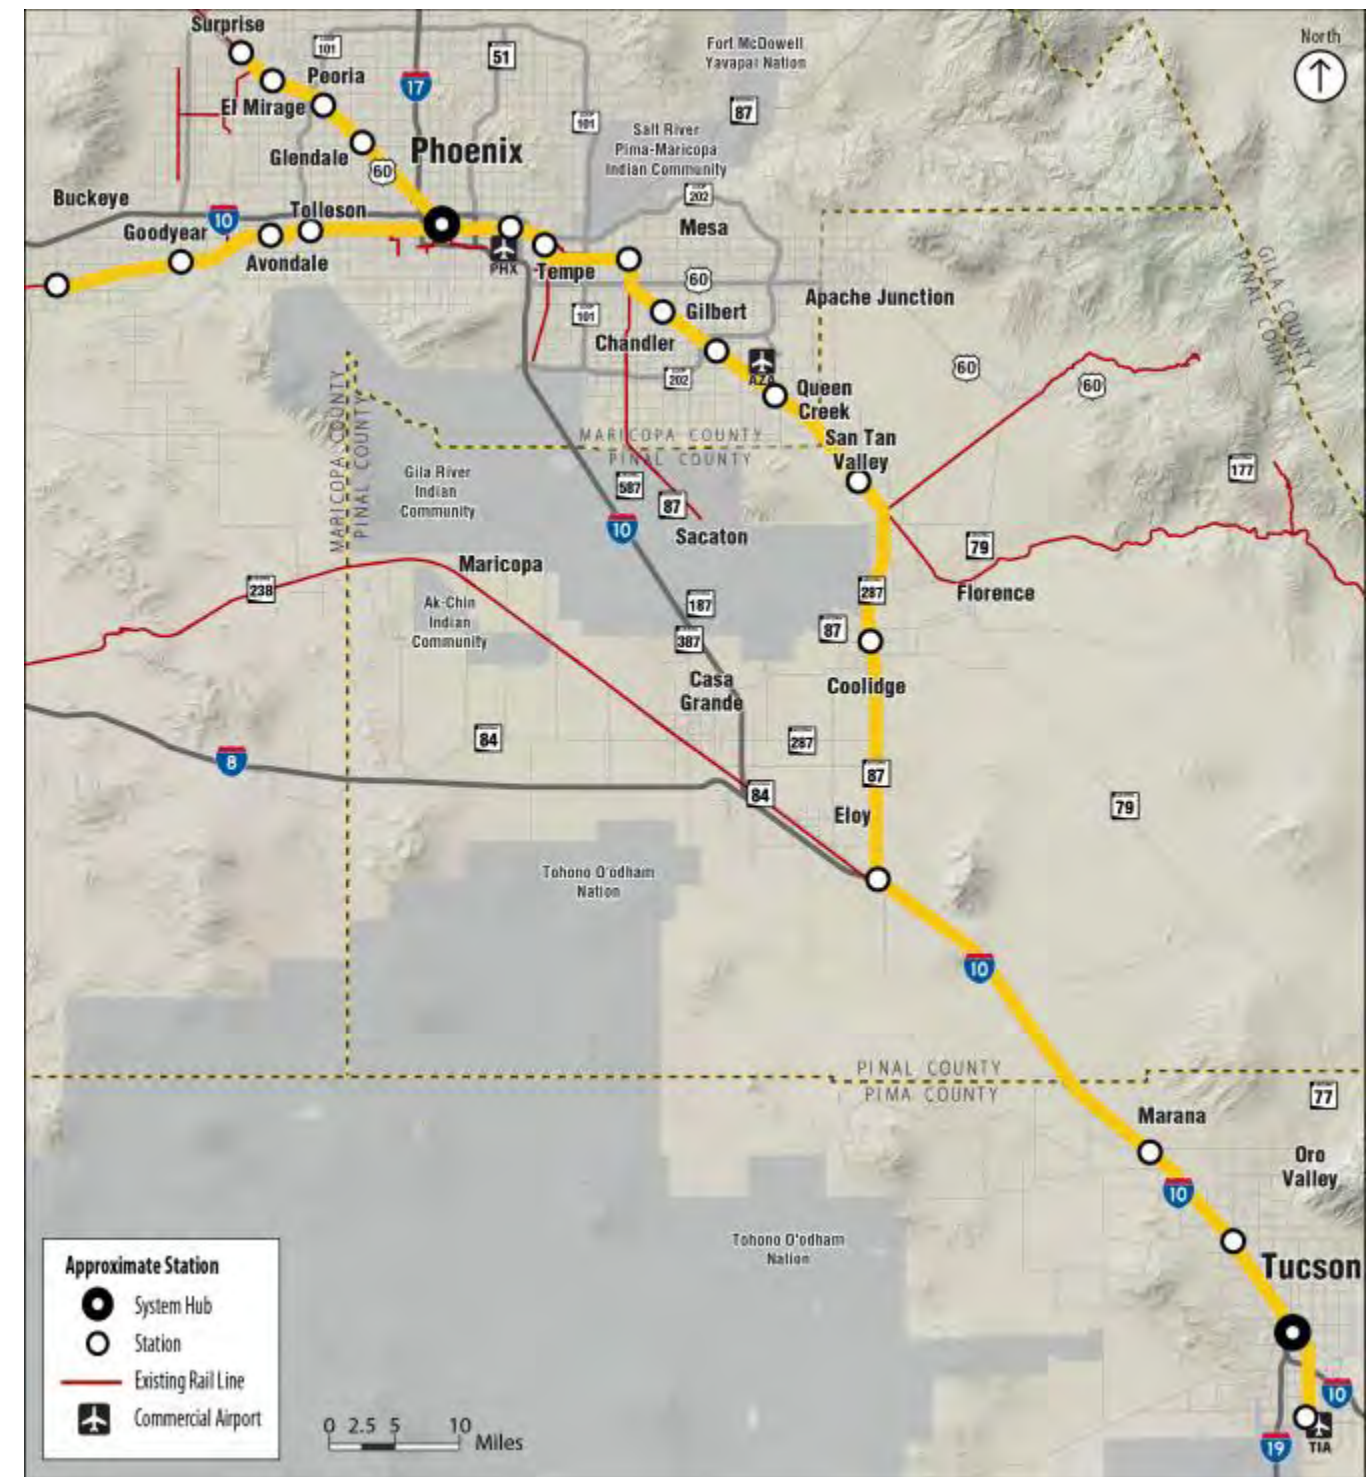 Surprise
LOOP
101
51
17
Fort McDowell
Yavapai Nation
North
Peoria
El Mirage
87
LOOP
101
Salt River
Pima-Maricopa
Indian Community
Glendale
Phoenix
60
Buckeye
LOOP
202
Tolleson
10
Goodyear
Mesa
Avondale
PHX
Tempe
60
GILA COUNTY
PINAL COUNTY
Apache Junction
LOOP
101
Gilbert
Chandler
LOOP
202
AZA
60
60
Queen
Creek
MARICOPA COUNTY
PINAL COUNTY
MARICOPA COUNTY
PINAL COUNTY
San Tan
Valley
Gila River
Indian
Community
587
87
177
10
Sacaton
79
Maricopa
238
287
Florence
Ak-Chin
Indian
Community
187
387
87
Casa
Grande
Coolidge
84
287
8
87
84
79
Eloy
Tohono O'odham
Nation
10
PINAL COUNTY
PIMA COUNTY
77
Marana
Oro
Valley
10
Tohono O'odham
Nation
Tucson
Approximate Station
System Hub
Station
Existing Rail Line
Commercial Airport
0 2.5 5 10
Miles
10
19
TIA